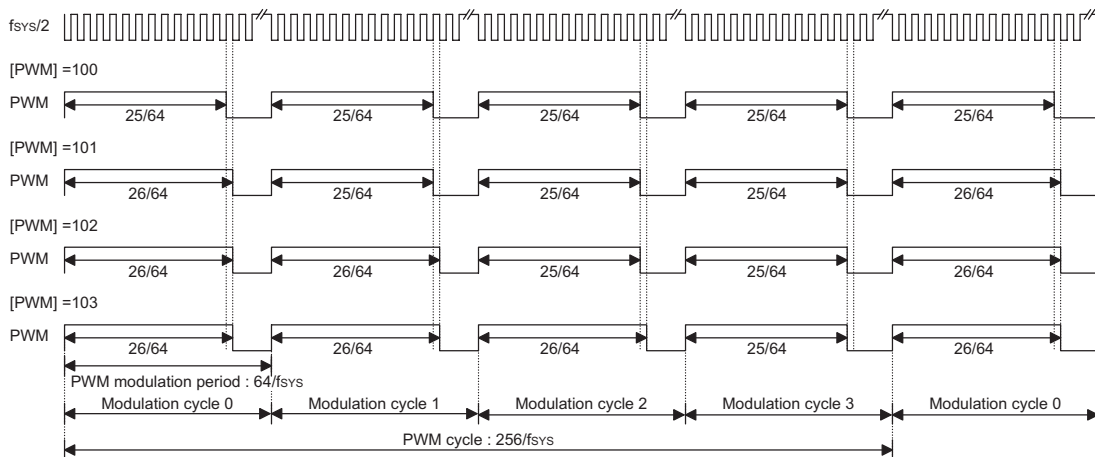 fSYS/2
[PWM] =100
PWM
25/64 25/64 25/64 25/64 25/64
[PWM] =101
PWM
26/64 25/64 25/64 25/64 26/64
[PWM] =102
PWM
26/64 26/64 25/64 25/64 26/64
[PWM] =103
PWM
26/64 26/64 26/64 25/64 26/64
PWM modulation period : 64/fSYS
Modulation cycle 0 Modulation cycle 1 Modulation cycle 2 Modulation cycle 3 Modulation cycle 0
PWM cycle : 256/fSYS